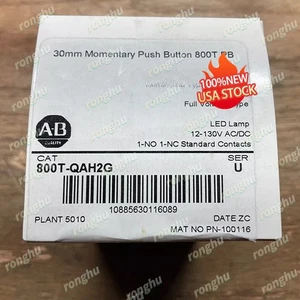 30mm Momentary Push Button 800T PB
100%NEW
USA STOCK
Full Vo
LED Lamp
12-130V AC/DC
1-NO 1-NC Standard Contacts
AB
CAT
SER
800T-QAH2G
U
10885630116089
PLANT 5010
DATE ZC
MAT NO PN-100116
ronghu